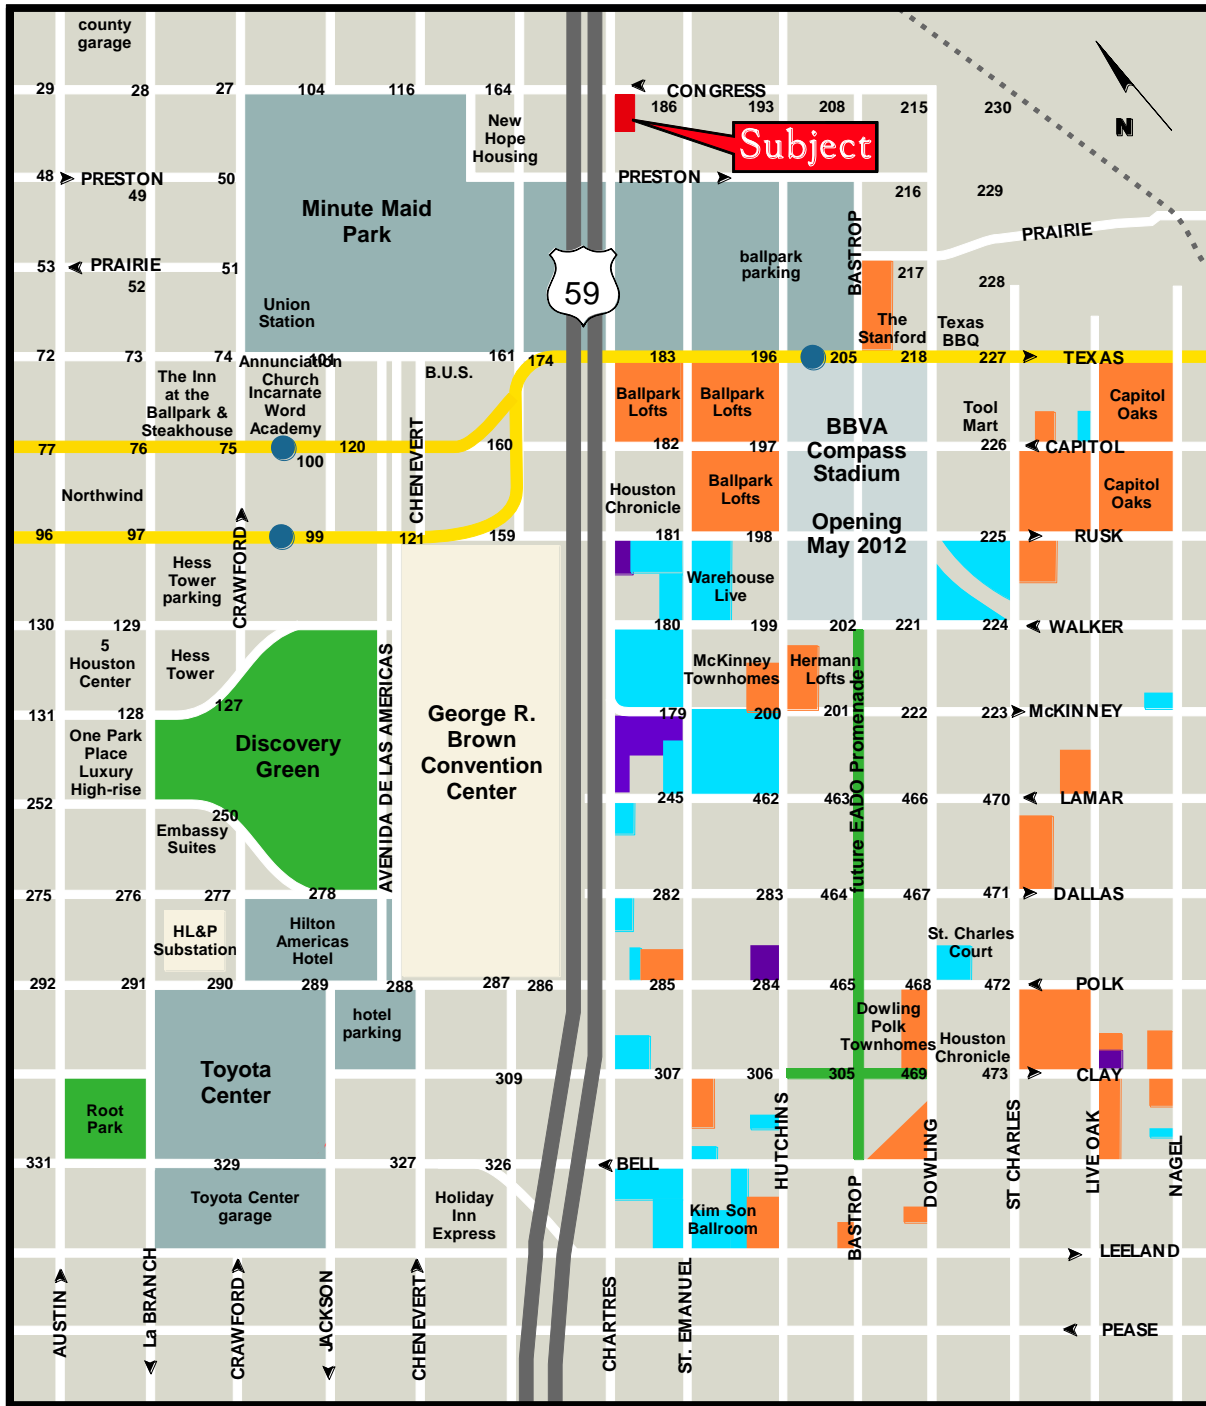 county
garage
29
28
27
104
116
164
CONGRESS
186
193
208
215
230
New
Hope
Housing
Subject
N
48
PRESTON
50
PRESTON
49
216
229
Minute Maid
Park
BASTROP
PRAIRIE
53
PRAIRIE
51
52
ballpark
parking
217
228
59
Union
Station
The
Stanford
Texas
BBQ
72
73
74
101
161
174
183
196
205
218
227
TEXAS
Annunciation
Church
Incarnate
Word
Academy
The Inn
at the
Ballpark &
Steakhouse
B.U.S.
Ballpark
Lofts
Ballpark
Lofts
Capitol
Oaks
Tool
Mart
BBVA
Compass
Stadium
Opening
May 2012
77
76
75
100
120
CHENEVERT
160
182
197
226
CAPITOL
Northwind
Houston
Chronicle
Ballpark
Lofts
Capitol
Oaks
96
97
CRAWFORD
99
121
159
181
198
225
RUSK
Hess
Tower
parking
Warehouse
Live
130
129
180
199
202
221
224
WALKER
5
Houston
Center
Hess
Tower
McKinney
Townhomes
Hermann
Lofts
131
128
127
179
200
201
222
223
McKINNEY
George R.
Brown
Convention
Center
Discovery
Green
AVENIDA DE LAS AMERICAS
future EADO Promenade
One Park
Place
Luxury
High-rise
252
250
245
462
463
466
470
LAMAR
Embassy
Suites
275
276
277
278
282
283
464
467
471
DALLAS
HL&P
Substation
Hilton
Americas
Hotel
St. Charles
Court
292
291
290
289
288
287
286
285
284
465
468
472
POLK
hotel
parking
Dowling
Polk
Townhomes
Houston
Chronicle
Toyota
Center
309
307
306
305
469
473
CLAY
Root
Park
HUTCHINS
DOWLING
ST CHARLES
LIVE OAK
NAGEL
331
329
327
326
BELL
Toyota Center
garage
Holiday
Inn
Express
Kim Son
Ballroom
BASTROP
LEELAND
AUSTIN
La BRANCH
CRAWFORD
JACKSON
CHENEVERT
CHARTRES
ST. EMANUEL
PEASE